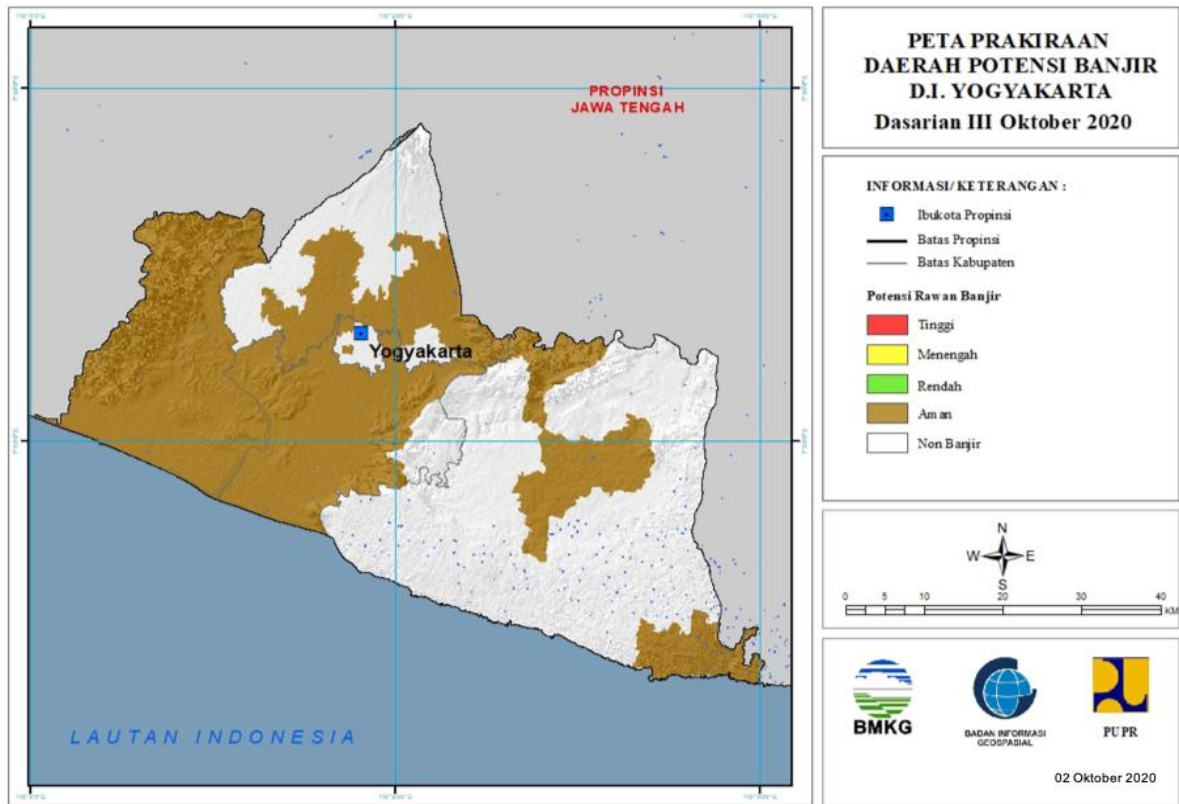 PETA PRAKIRAAN
DAERAH POTENSI BANJIR
D.I. YOGYAKARTA
Dasarian III Oktober 2020
PROPINSI
JAWA TENGAH
Yogyakarta
LAUTAN INDONESIA
INFORMASI/ KETERANGAN :
Ibukota Propinsi
Batas Propinsi
Batas Kabupaten
Potensi Rawan Banjir
Tinggi
Menengah
Rendah
Aman
Non Banjir
N
W E
S
0 5 10 20 30 40
KM
BMKG
BADAN INFORMASI
GEOSPASIAL
PUPR
02 Oktober 2020